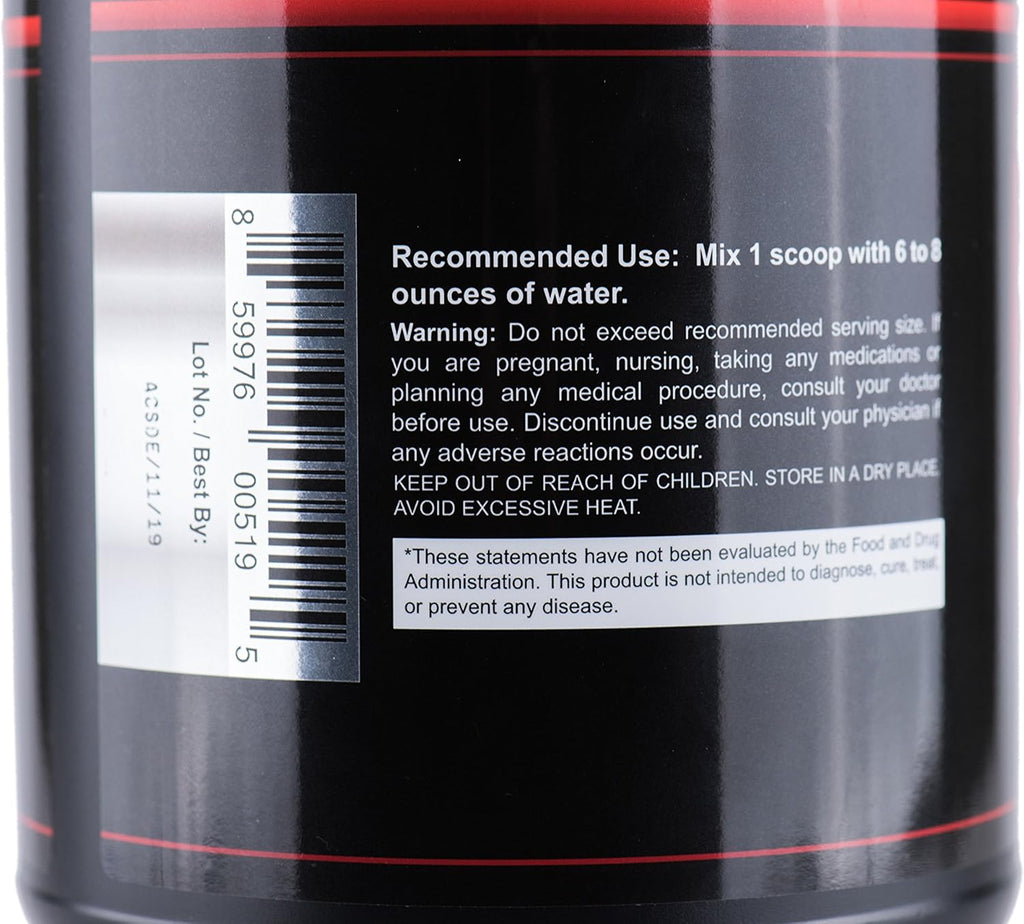 8 59976 00519 5
Lot No. / Best By:
ACSDE/11/19
Recommended Use: Mix 1 scoop with 6 to 8
ounces of water.
Warning: Do not exceed recommended serving size. If
you are pregnant, nursing, taking any medications or
planning any medical procedure, consult your doctor
before use. Discontinue use and consult your physician if
any adverse reactions occur.
KEEP OUT OF REACH OF CHILDREN. STORE IN A DRY PLACE.
AVOID EXCESSIVE HEAT.
*These statements have not been evaluated by the Food and Drug
Administration. This product is not intended to diagnose, cure, treat,
or prevent any disease.